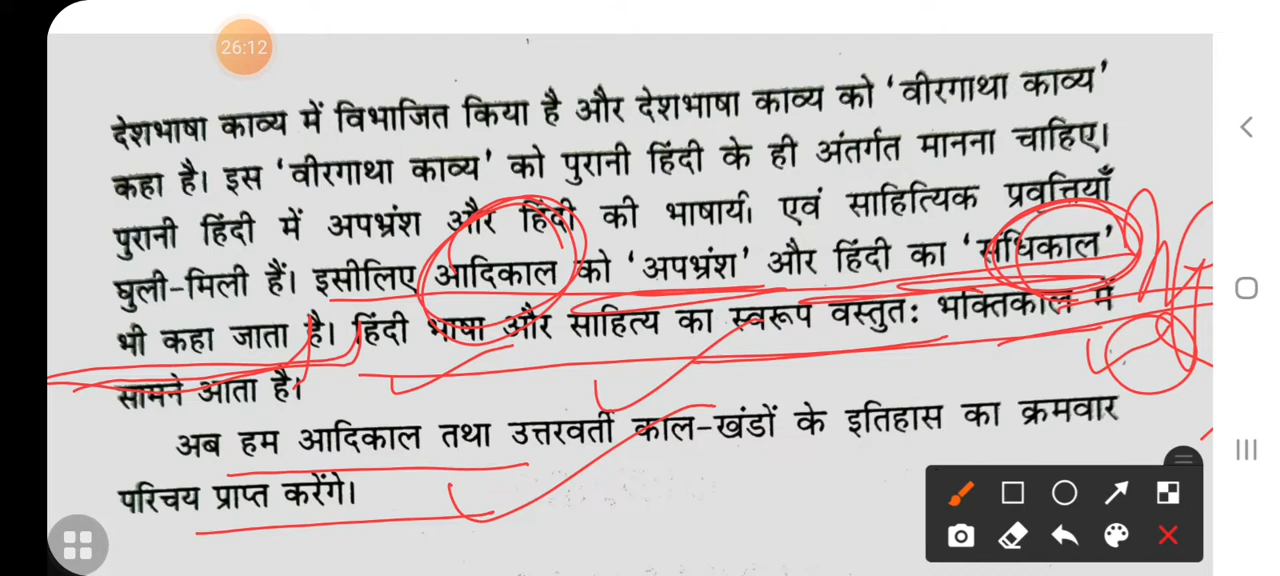 26:12
देशभाषा काव्य में विभाजित किया है और देशभाषा काव्य को 'वीरगाथा काव्य'
कहा है। इस 'वीरगाथा काव्य' को पुरानी हिंदी के ही अंतर्गत मानना चाहिए।
पुरानी हिंदी में अपभ्रंश और हिंदी की भाषायी एवं साहित्यिक प्रवृत्तियाँ
घुली-मिली हैं। इसीलिए आदिकाल को 'अपभ्रंश' और हिंदी का 'संधिकाल'
भी कहा जाता है। हिंदी भाषा और साहित्य का स्वरूप वस्तुतः भक्तिकाल में
सामने आता है।
अब हम आदिकाल तथा उत्तरवर्ती काल-खंडों के इतिहास का क्रमवार
परिचय प्राप्त करेंगे।